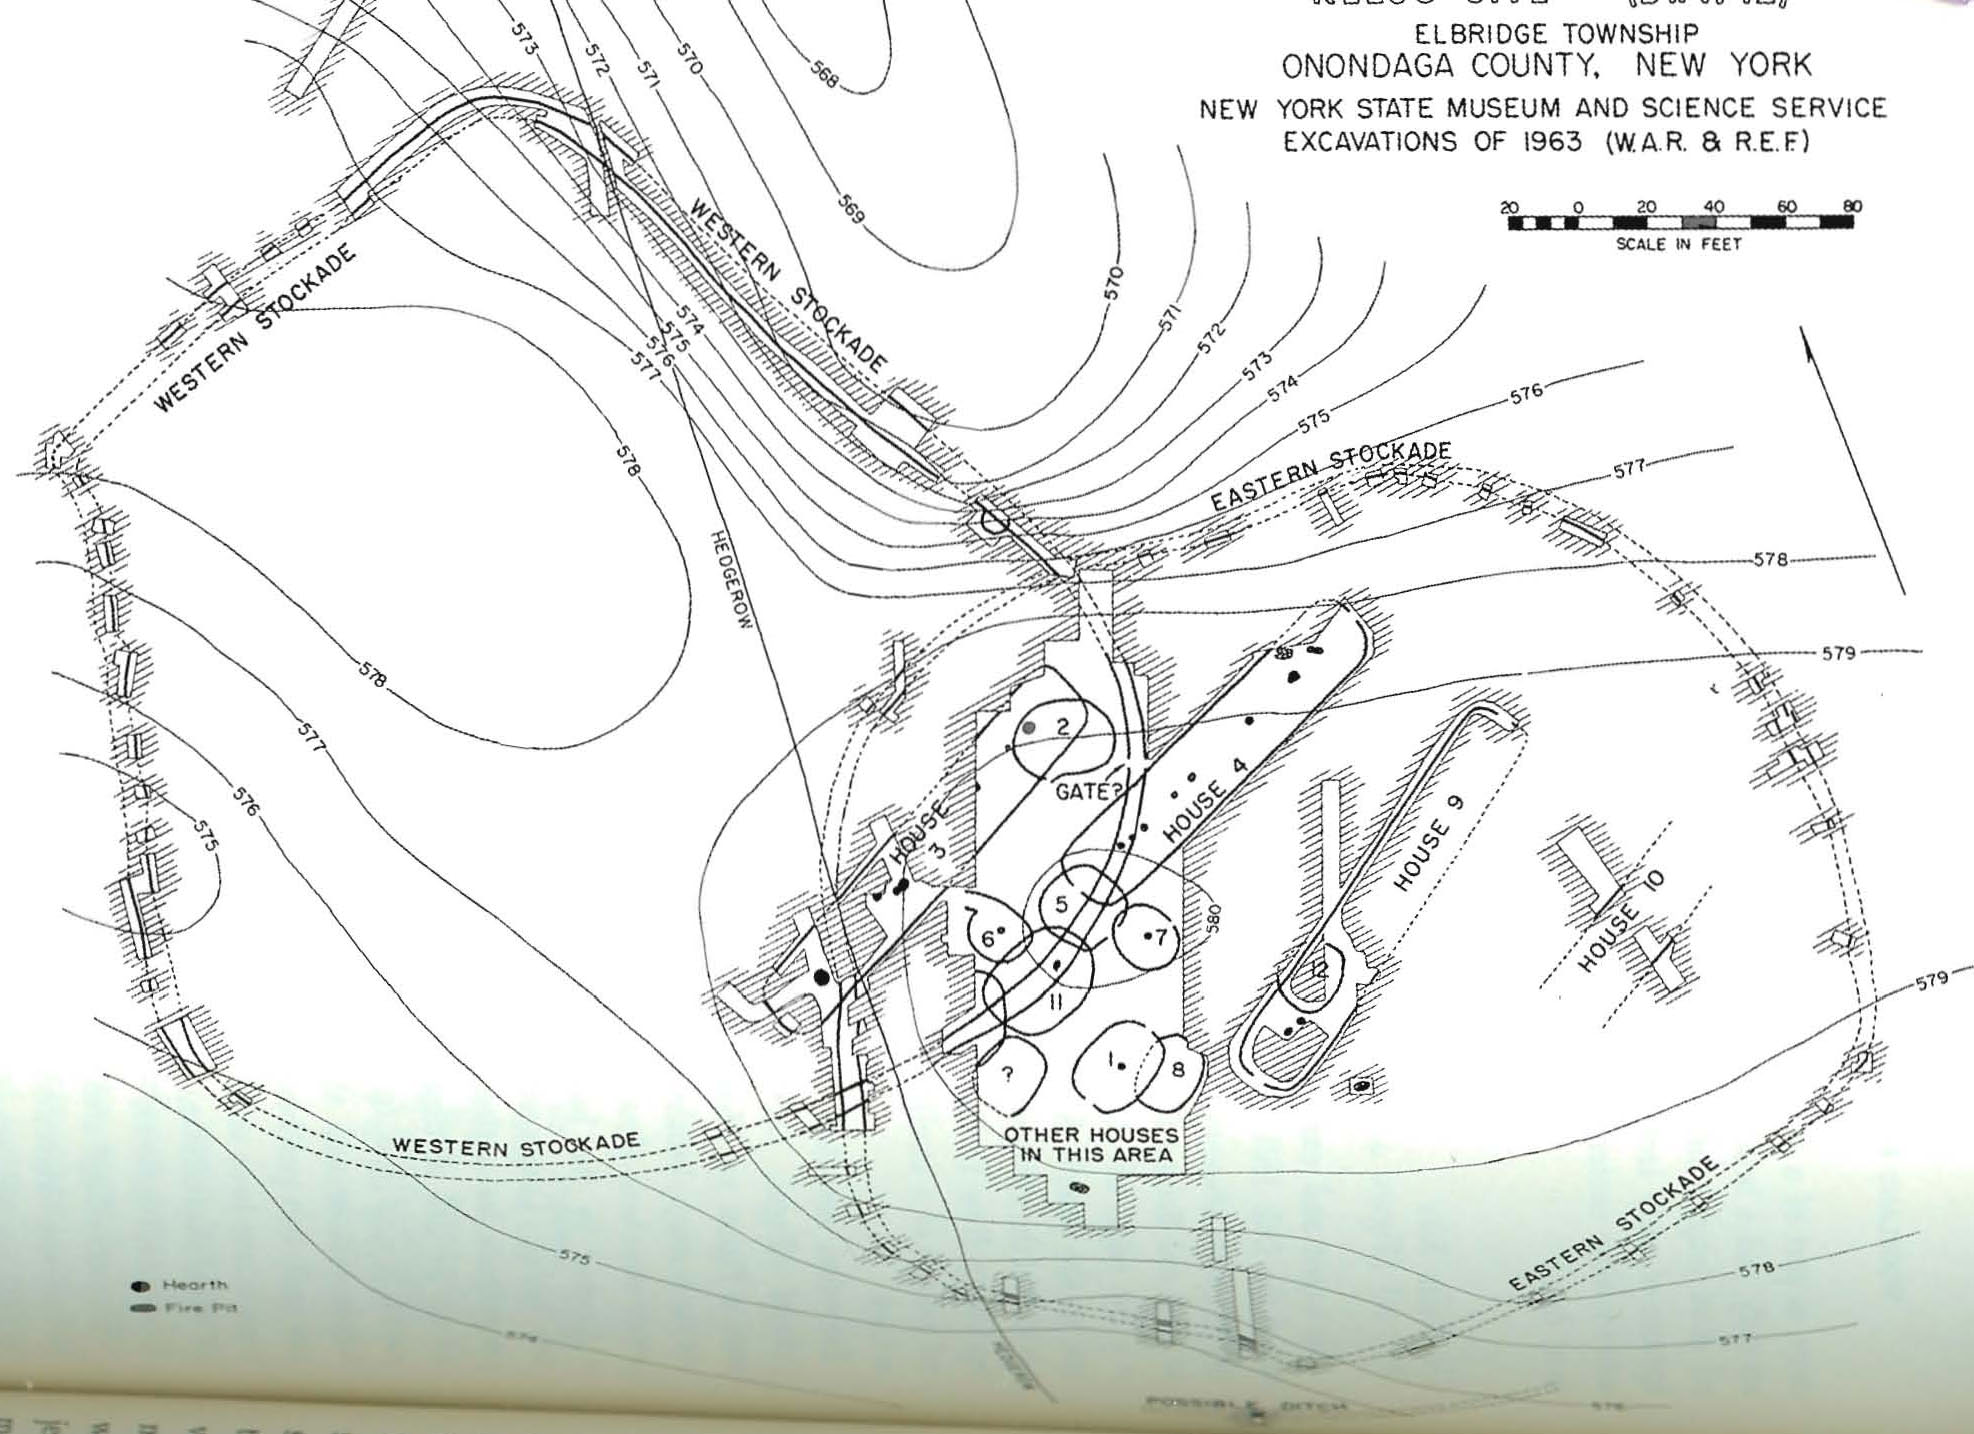 ELBRIDGE TOWNSHIP
ONONDAGA COUNTY, NEW YORK
NEW YORK STATE MUSEUM AND SCIENCE SERVICE
EXCAVATIONS OF 1963 (W.A.R. & R.E.F.)
20 0 20 40 60 80
SCALE IN FEET
573
572
571
570
568
569
WESTERN STOCKADE
WESTERN STOCKADE
574
575
576
577
570
571
572
573
574
575
576
577
578
579
EASTERN STOCKADE
578
HEDGEROW
578
577
576
575
2
GATE?
HOUSE 4
HOUSE 3
HOUSE 9
HOUSE 10
5
6
7
580
12
11
?
1
8
579
OTHER HOUSES
IN THIS AREA
WESTERN STOCKADE
EASTERN STOCKADE
575
578
577
Hearth
Fire Pit
574
POSSIBLE DITCH
576